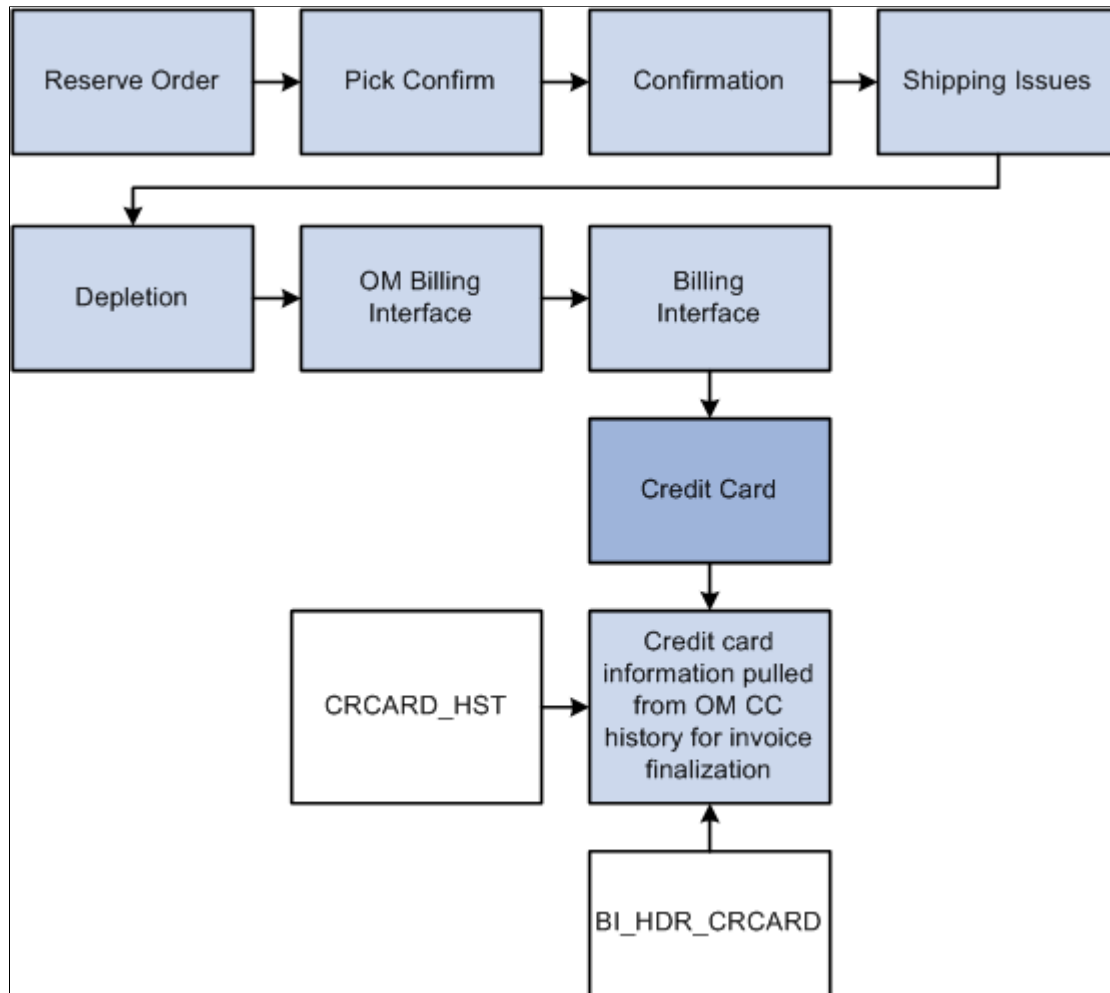 Reserve Order
Pick Confirm
Confirmation
Shipping Issues
Depletion
OM Billing
Interface
Billing
Interface
Credit Card
CRCARD_HST
Credit card
information pulled
from OM CC
history for invoice
finalization
BI_HDR_CRCARD